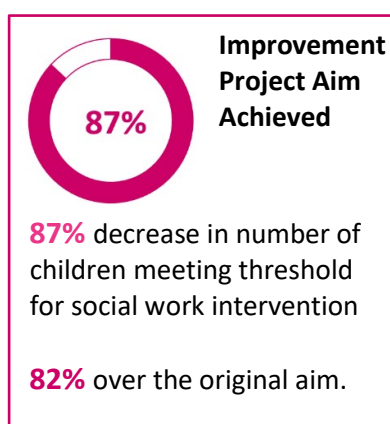 Improvement
Project Aim
Achieved
87%
87% decrease in number of
children meeting threshold
for social work intervention
82% over the original aim.